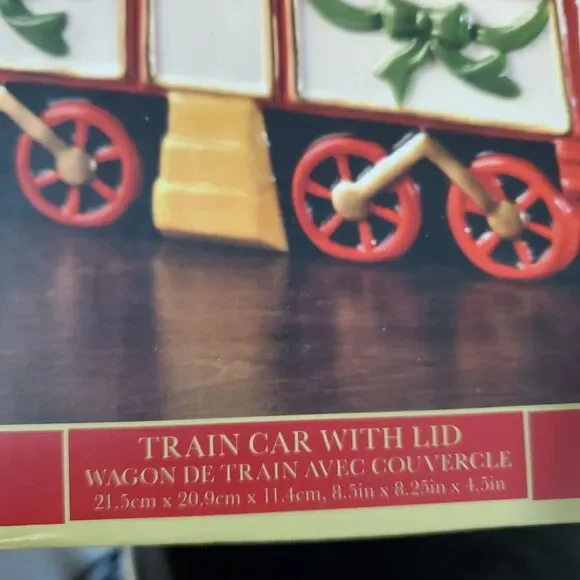 TRAIN CAR WITH LID
WAGON DE TRAIN AVEC COUVERCLE
21.5cm x 20.9cm x 11.4cm, 8.5in x 8.25in x 4.5in